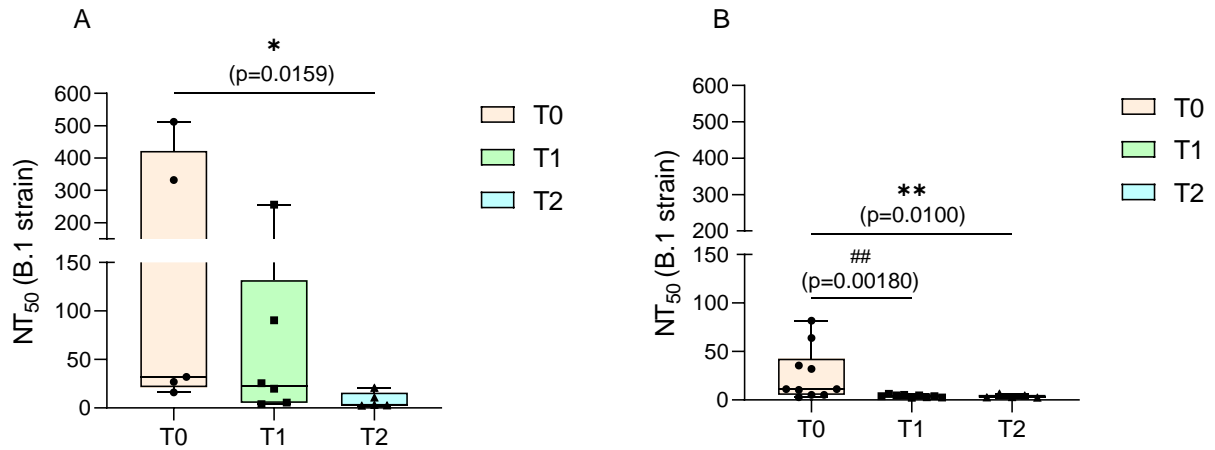 A
*
(p=0.0159)
600
500
400
300
200
150
100
50
0
NT50 (B.1 strain)
T0
T1
T2
T0
T1
T2
B
**
(p=0.0100)
##
(p=0.00180)
600
500
400
300
200
150
100
50
0
NT50 (B.1 strain)
T0
T1
T2
T0
T1
T2